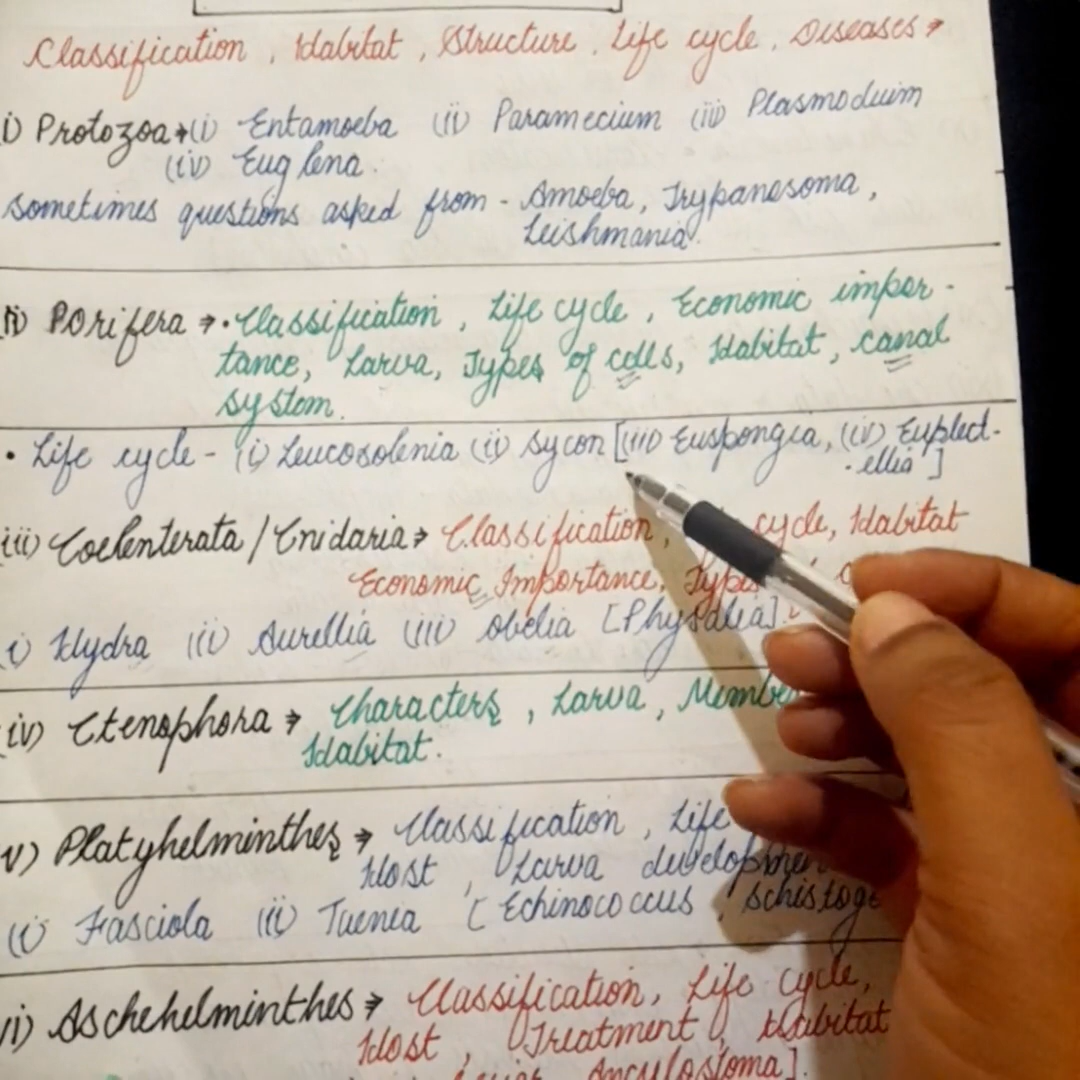 Classification, Habitat, Structure, Life cycle, Diseases →
i) Protozoa → (i) Entamoeba (ii) Paramecium (iii) Plasmoduim
(iv) Euglena.
sometimes questions asked from - Amoeba, Trypanosoma,
Leishmania.
ii) Porifera → • Classification, Life cycle, Economic impor-
tance, Larva, Types of cells, Habitat, canal
system.
• Life cycle - (i) Leucosolenia (ii) Sycon [(iii) Euspongia, (iv) Euplect-
ellia]
iii) Coelenterata / Cnidaria → Classification, cycle, Habitat
Economic Importance, Types
i) Hydra (ii) Aurellia (iii) Obelia [Physalia].
iv) Ctenophora → Characters, Larva,
Habitat.
v) Platyhelminthes → Classification, Life
Host, Larva
(i) Fasciola (ii) Taenia [Echinococcus,
Aschehelminthes → Classification, Life cycle,
Host, Treatment, Habitat
Ancylostoma].